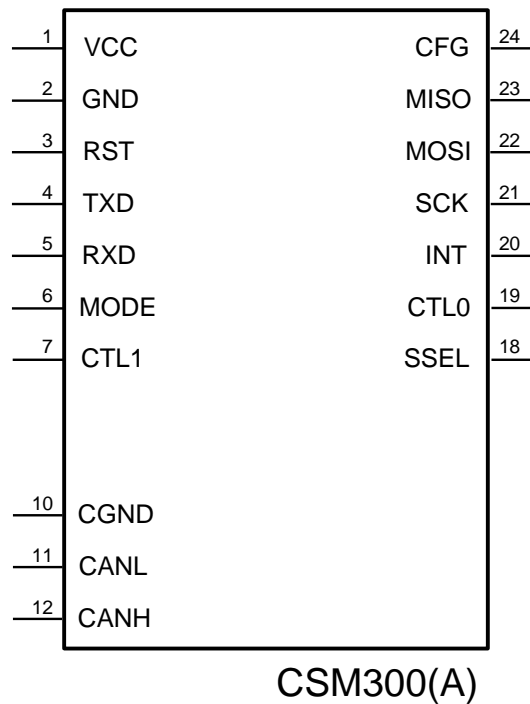 1 VCC CFG 24
2 GND MISO 23
3 RST MOSI 22
4 TXD SCK 21
5 RXD INT 20
6 MODE CTL0 19
7 CTL1 SSEL 18
10 CGND
11 CANL
12 CANH
CSM300(A)